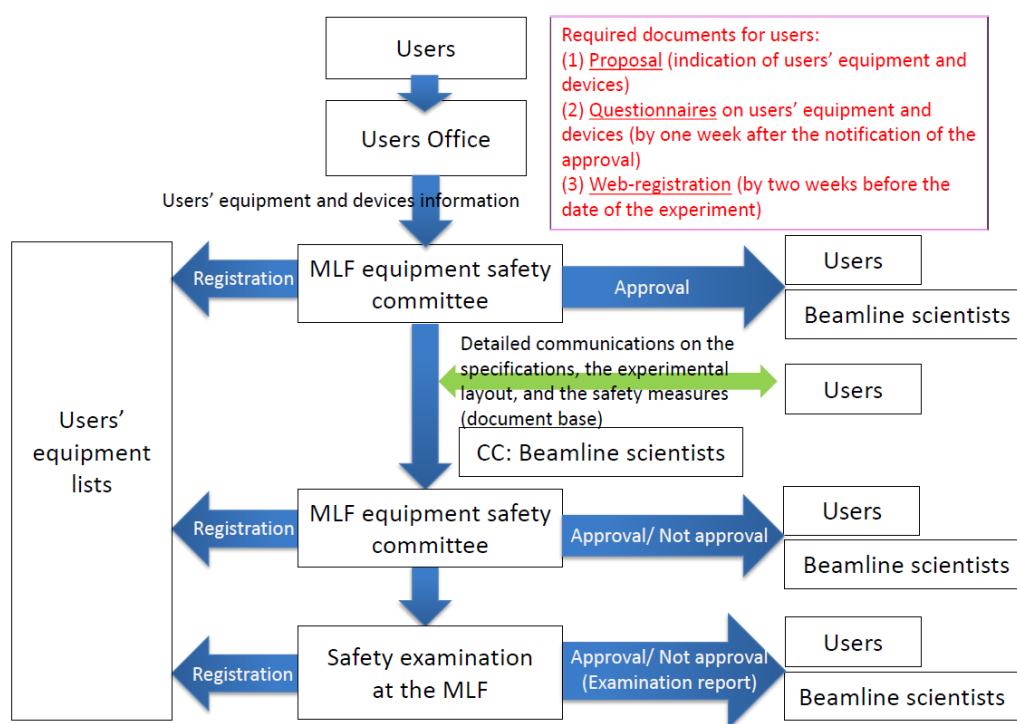 Users
Required documents for users:
(1) Proposal (indication of users' equipment and
devices)
(2) Questionnaires on users' equipment and
devices (by one week after the notification of the
approval)
(3) Web-registration (by two weeks before the
date of the experiment)
Users Office
Users' equipment and devices information
Registration
MLF equipment safety
committee
Approval
Users
Beamline scientists
Detailed communications on the
specifications, the experimental
layout, and the safety measures
(document base)
Users
CC: Beamline scientists
Users'
equipment
lists
Registration
MLF equipment safety
committee
Approval/ Not approval
Users
Beamline scientists
Registration
Safety examination
at the MLF
Approval/ Not approval
(Examination report)
Users
Beamline scientists